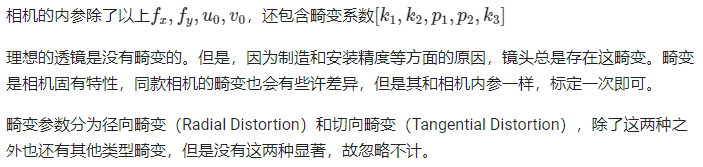 相机的内参除了以上f_x, f_y, u_0, v_0，还包含畸变系数[k_1, k_2, p_1, p_2, k_3]
理想的透镜是没有畸变的。但是，因为制造和安装精度等方面的原因，镜头总是存在这畸变。畸变
是相机固有特性，同款相机的畸变也会有些许差异，但是其和相机内参一样，标定一次即可。
畸变参数分为径向畸变（Radial Distortion）和切向畸变（Tangential Distortion），除了这两种之
外也还有其他类型畸变，但是没有这两种显著，故忽略不计。